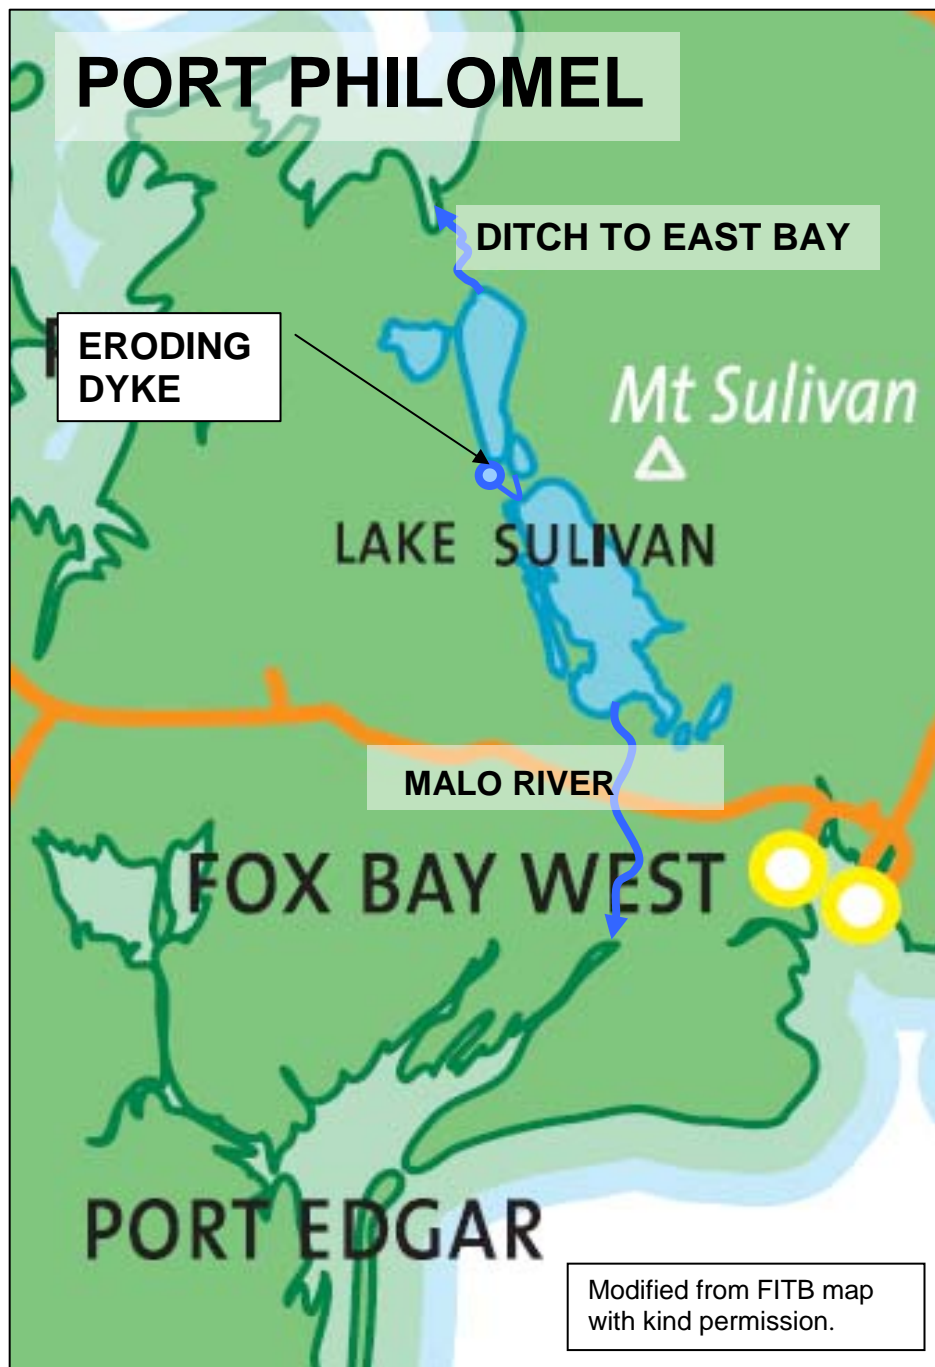 PORT PHILOMEL
DITCH TO EAST BAY
ERODING
DYKE
Mt Sulivan
LAKE SULIVAN
MALO RIVER
FOX BAY WEST
PORT EDGAR
Modified from FITB map
with kind permission.